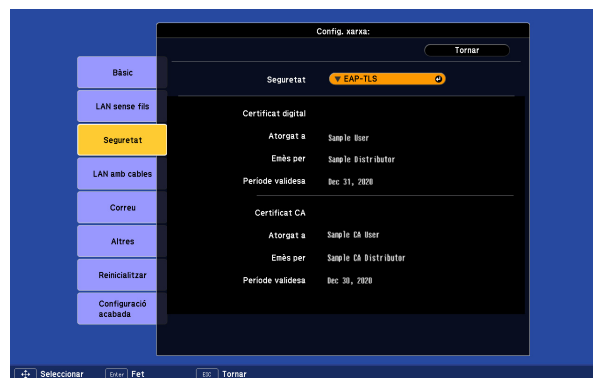 Config. xarxa:
Tornar
Bàsic
LAN sense fils
Seguretat
LAN amb cables
Correu
Altres
Reinicialitzar
Configuració
acabada
Seguretat ▼ EAP-TLS
Certificat digital
Atorgat a Sample User
Emès per Sample Distributor
Període validesa Dec 31, 2020
Certificat CA
Atorgat a Sample CA User
Emès per Sample CA Distributor
Període validesa Dec 30, 2020
Seleccionar Enter Fet ESC Tornar